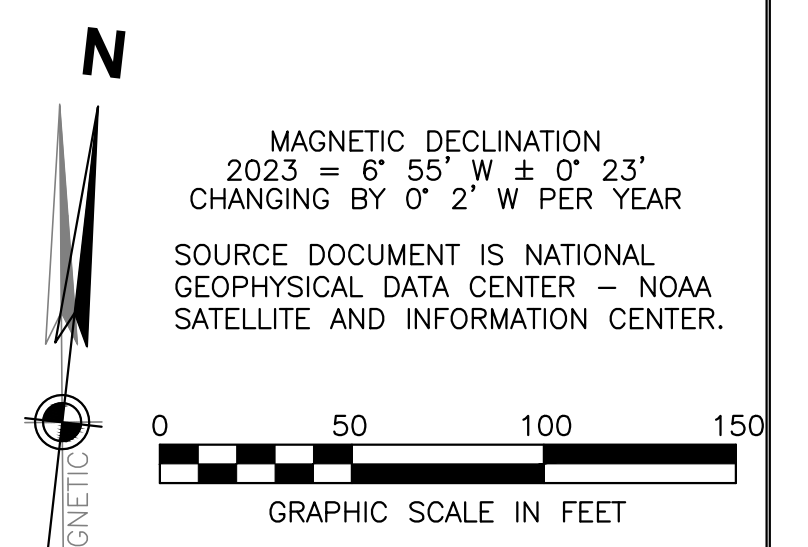 N
MAGNETIC DECLINATION
2023 = 6° 55' W ± 0° 23'
CHANGING BY 0° 2' W PER YEAR
SOURCE DOCUMENT IS NATIONAL
GEOPHYSICAL DATA CENTER – NOAA
SATELLITE AND INFORMATION CENTER.
0 50 100 150
GRAPHIC SCALE IN FEET
GNETIC